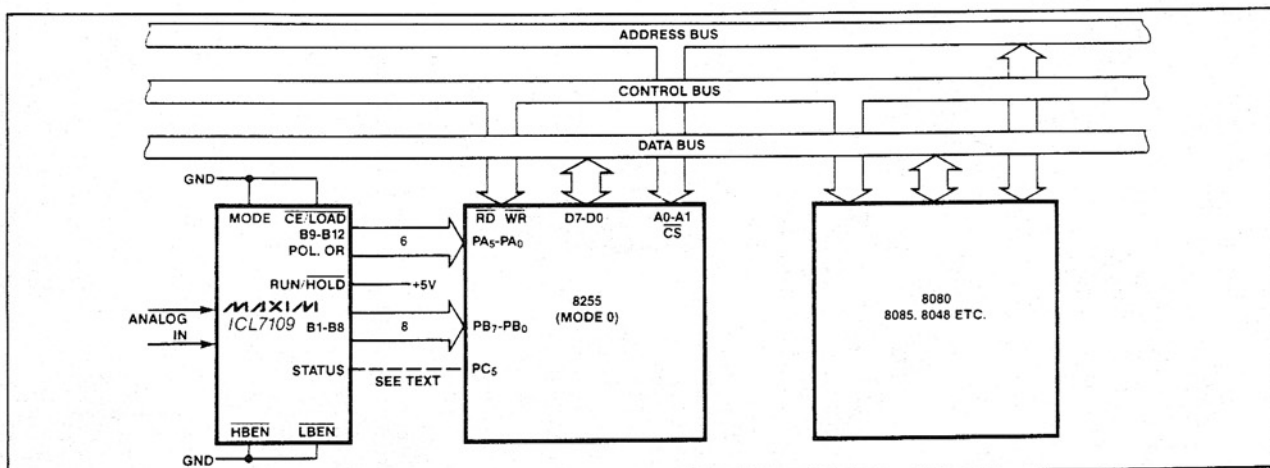 ADDRESS BUS
CONTROL BUS
DATA BUS
GND
MODE CE/LOAD
B9-B12
POL. OR
RUN/HOLD
MAXIM
ICL7109
B1-B8
STATUS
HBEN LBEN
GND
ANALOG
IN
6
+5V
8
SEE TEXT
RD WR D7-D0 A0-A1
CS
PA5-PA0
8255
(MODE 0)
PB7-PB0
PC5
8080
8085. 8048 ETC.